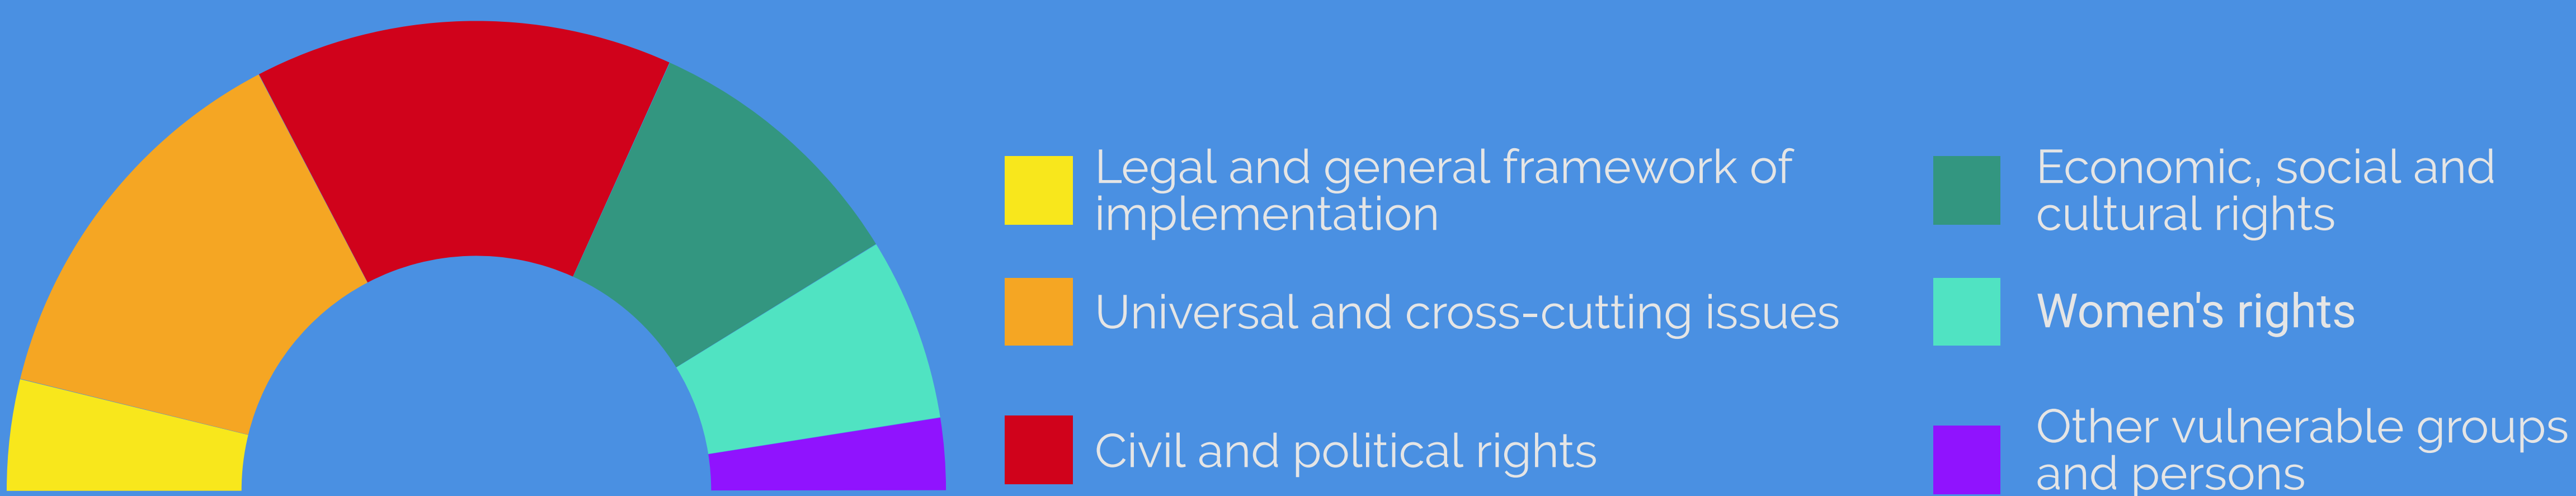 Legal and general framework of
implementation
Universal and cross-cutting issues
Civil and political rights
Economic, social and
cultural rights
Women's rights
Other vulnerable groups
and persons